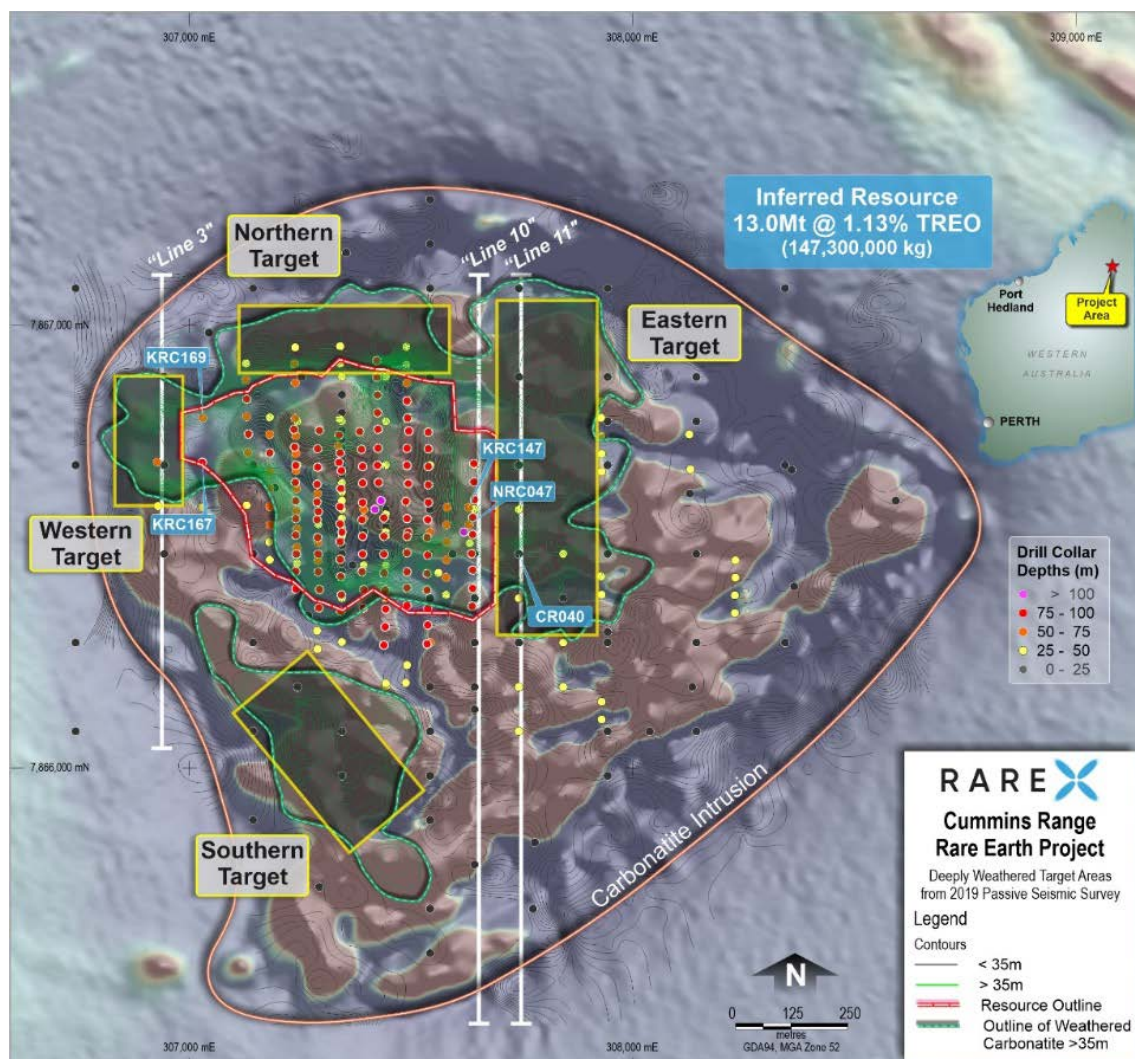 307,000 mE
308,000 mE
309,000 mE
Inferred Resource
13.0Mt @ 1.13% TREO
(147,300,000 kg)
"Line 3"
Northern
Target
"Line 10"
"Line 11"
Port
Hedland
Project
Area
WESTERN
AUSTRALIA
PERTH
7,867,000 mN
Eastern
Target
KRC169
KRC147
NRC047
KRC167
Western
Target
CR040
Drill Collar
Depths (m)
> 100
75 - 100
50 - 75
25 - 50
0 - 25
7,866,000 mN
Southern
Target
Carbonatite Intrusion
RAREX
Cummins Range
Rare Earth Project
Deeply Weathered Target Areas
from 2019 Passive Seismic Survey
Legend
Contours
< 35m
> 35m
Resource Outline
Outline of Weathered
Carbonatite >35m
N
0 125 250
metres
GDA94, MGA Zone 52
307,000 mE
308,000 mE